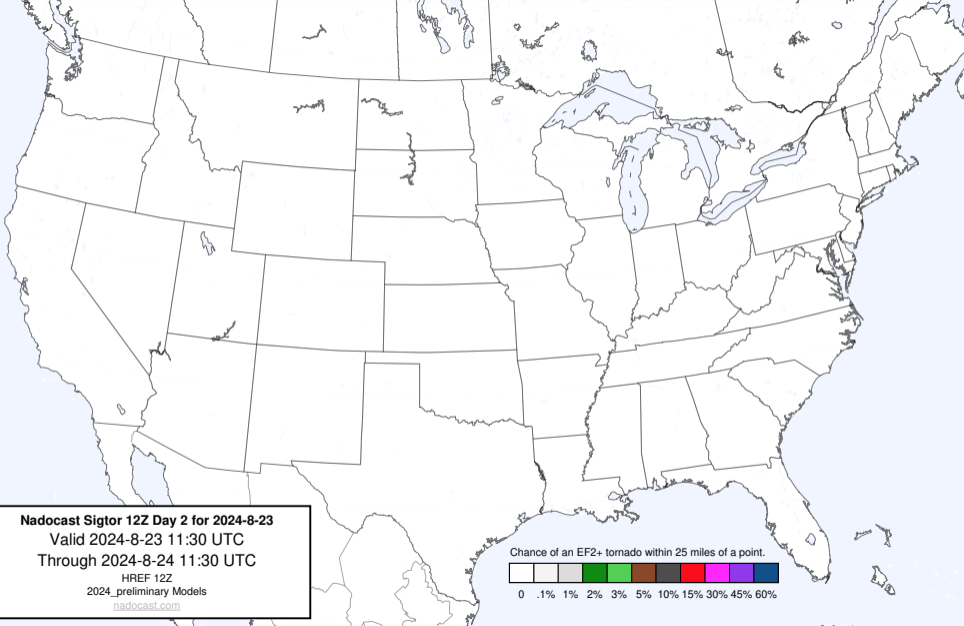 Nadocast Sigtor 12Z Day 2 for 2024-8-23
Valid 2024-8-23 11:30 UTC
Through 2024-8-24 11:30 UTC
HREF 12Z
2024_preliminary Models
nadocast.com
Chance of an EF2+ tornado within 25 miles of a point.
0 .1% 1% 2% 3% 5% 10% 15% 30% 45% 60%